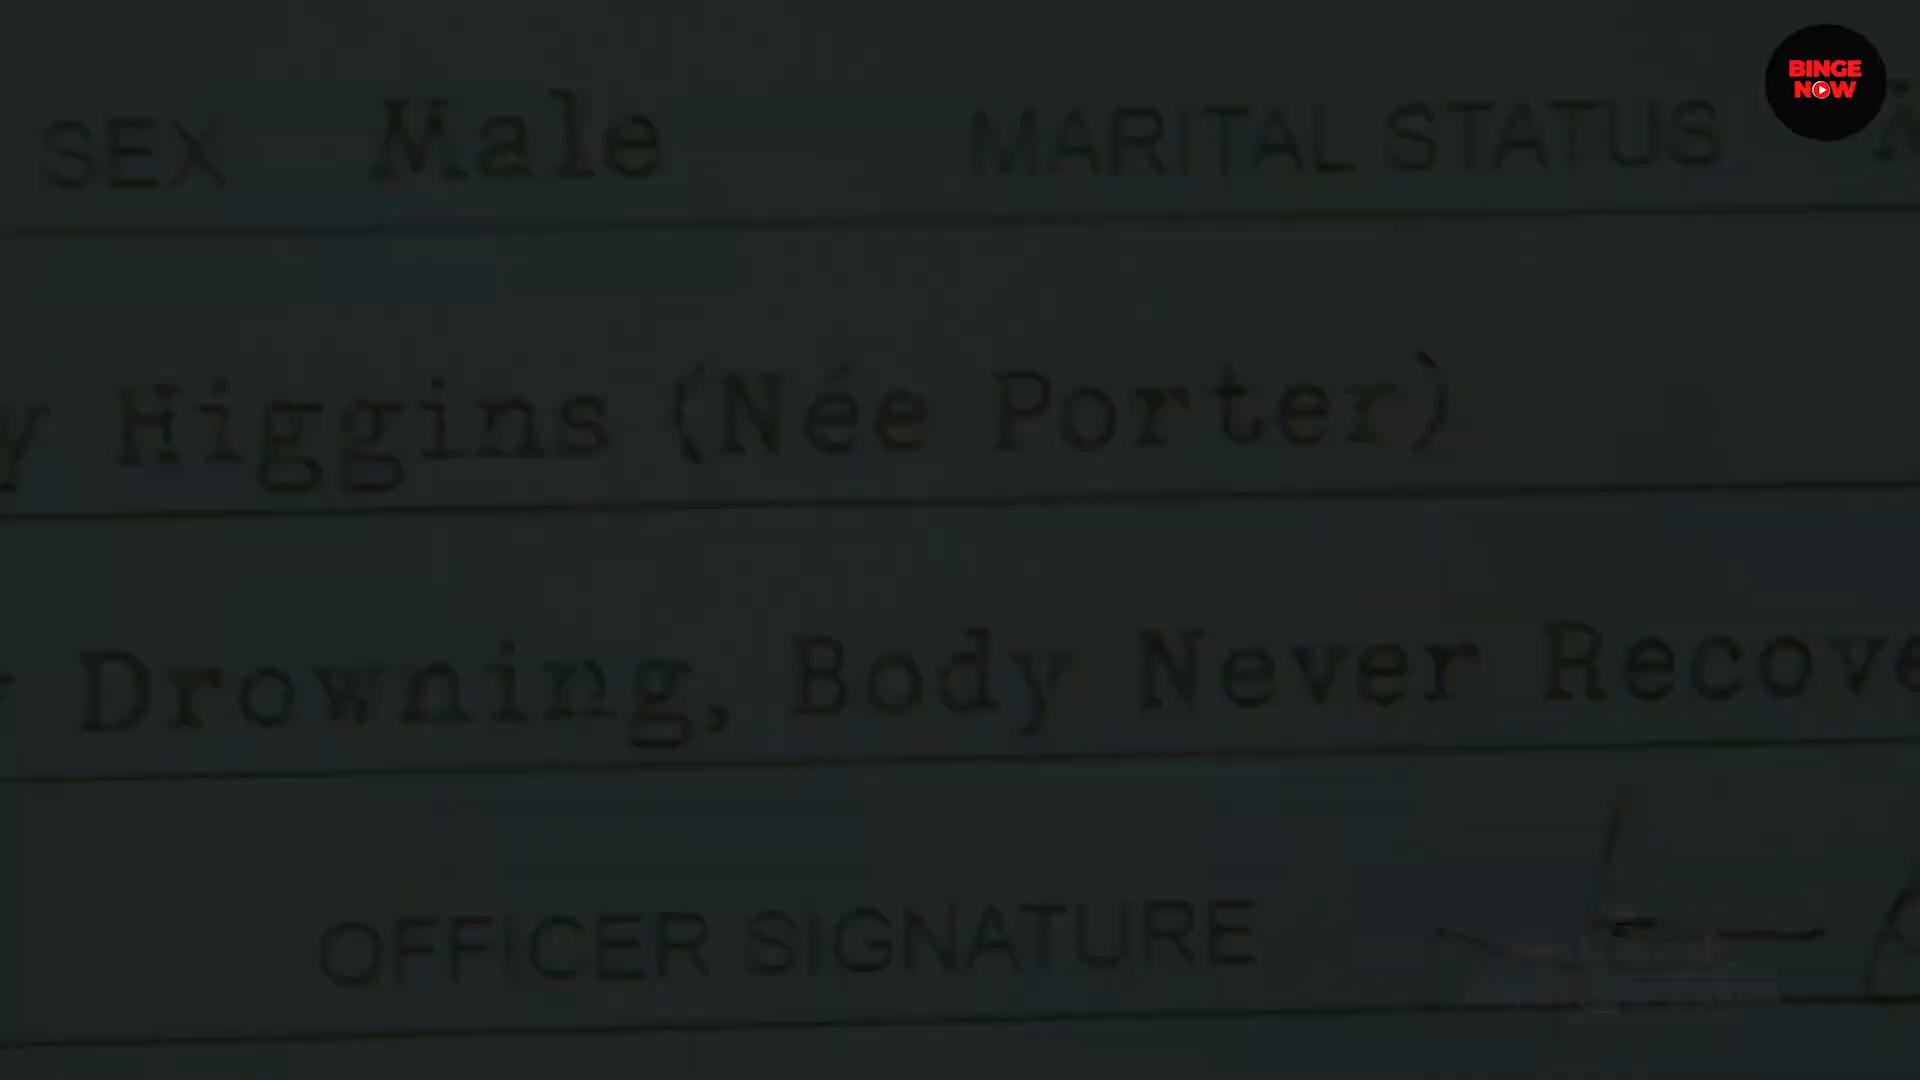 BINGE
NOW
SEX Male MARITAL STATUS
y Higgins (Née Porter)
Drowning, Body Never Recove
OFFICER SIGNATURE